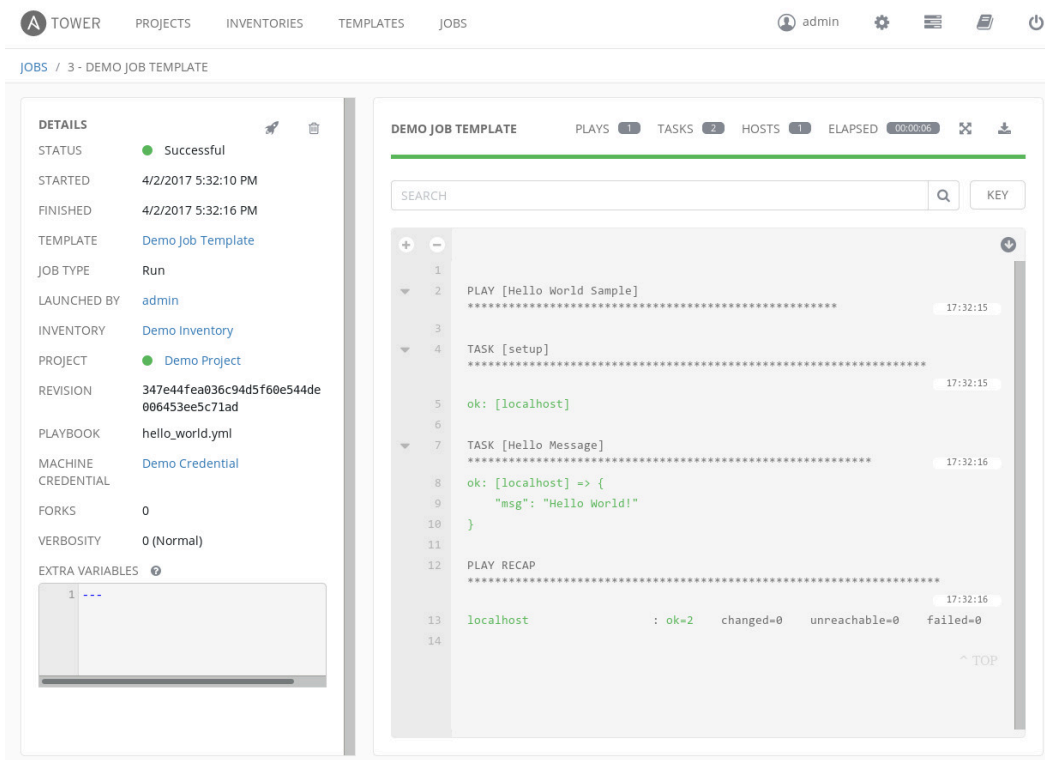 A TOWER PROJECTS INVENTORIES TEMPLATES JOBS admin
JOBS / 3 - DEMO JOB TEMPLATE
DETAILS
STATUS Successful
STARTED 4/2/2017 5:32:10 PM
FINISHED 4/2/2017 5:32:16 PM
TEMPLATE Demo Job Template
JOB TYPE Run
LAUNCHED BY admin
INVENTORY Demo Inventory
PROJECT Demo Project
REVISION 347e44fea036c94d5f60e544de
006453ee5c71ad
PLAYBOOK hello_world.yml
MACHINE Demo Credential
CREDENTIAL
FORKS 0
VERBOSITY 0 (Normal)
EXTRA VARIABLES ?
1 ---
DEMO JOB TEMPLATE PLAYS 1 TASKS 2 HOSTS 1 ELAPSED 00:00:06
SEARCH KEY
+ −
1
2 PLAY [Hello World Sample]
****************************************************** 17:32:15
3
4 TASK [setup]
*******************************************************************
17:32:15
5 ok: [localhost]
6
7 TASK [Hello Message]
*********************************************************** 17:32:16
8 ok: [localhost] => {
9 "msg": "Hello World!"
10 }
11
12 PLAY RECAP
*********************************************************************
17:32:16
13 localhost : ok=2 changed=0 unreachable=0 failed=0
14
^ TOP